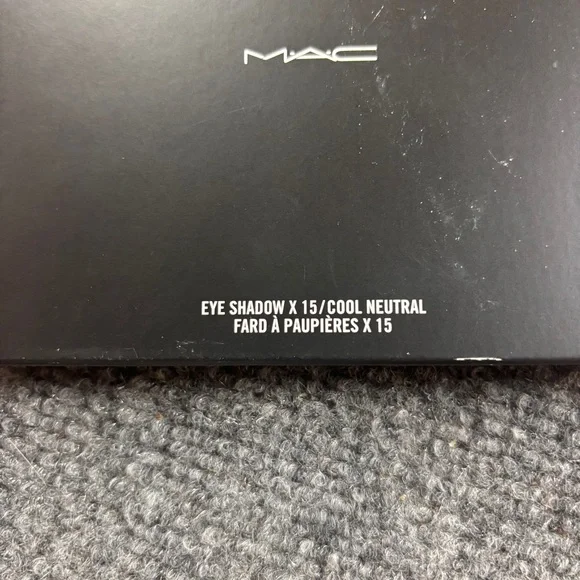 M·A·C
EYE SHADOW X 15/COOL NEUTRAL
FARD À PAUPIÈRES X 15